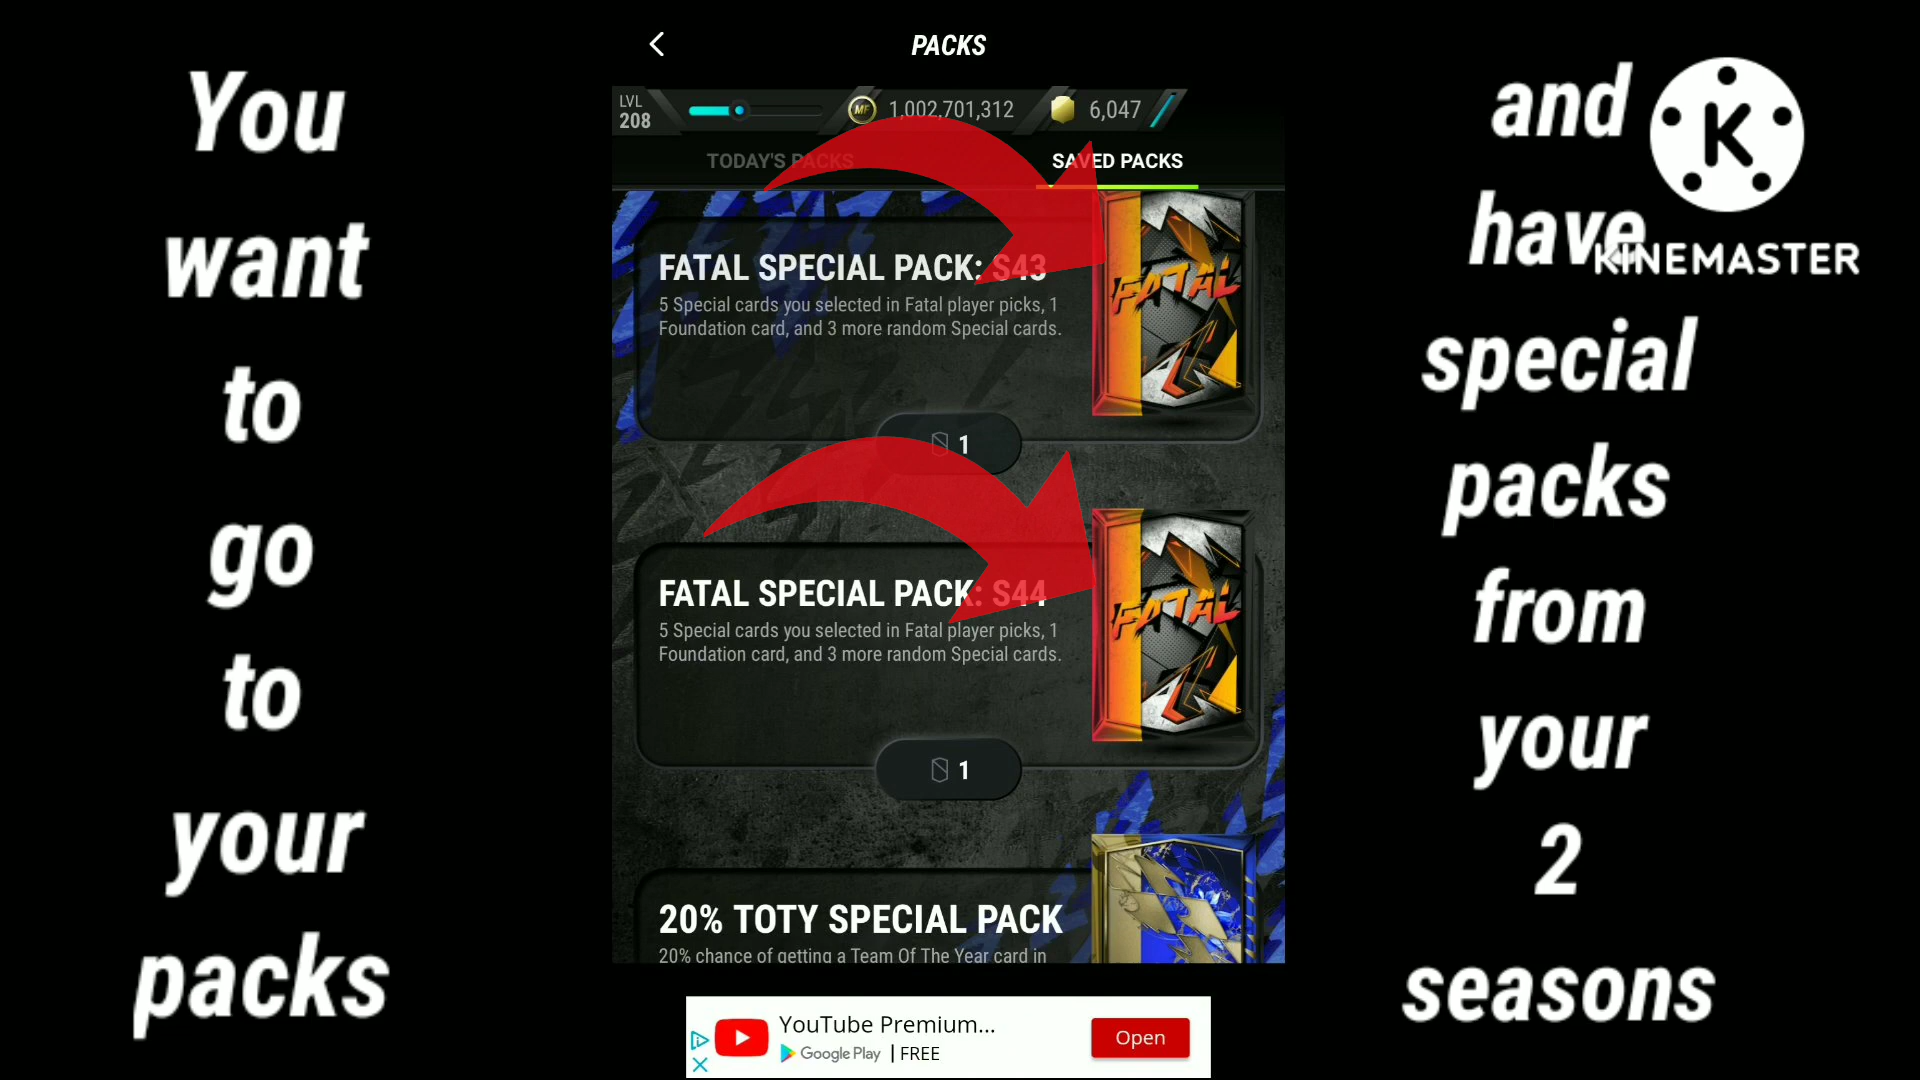 You
want
to
go
to
your
packs
PACKS
LVL
208
MF
1,002,701,312
6,047
TODAY'S PACKS
SAVED PACKS
FATAL SPECIAL PACK: S43
5 Special cards you selected in Fatal player picks, 1
Foundation card, and 3 more random Special cards.
FATAL
1
FATAL SPECIAL PACK: S44
5 Special cards you selected in Fatal player picks, 1
Foundation card, and 3 more random Special cards.
FATAL
1
20% TOTY SPECIAL PACK
20% chance of getting a Team Of The Year card in
YouTube Premium...
Google Play | FREE
Open
and
have
special
packs
from
your
2
seasons
K
KINEMASTER